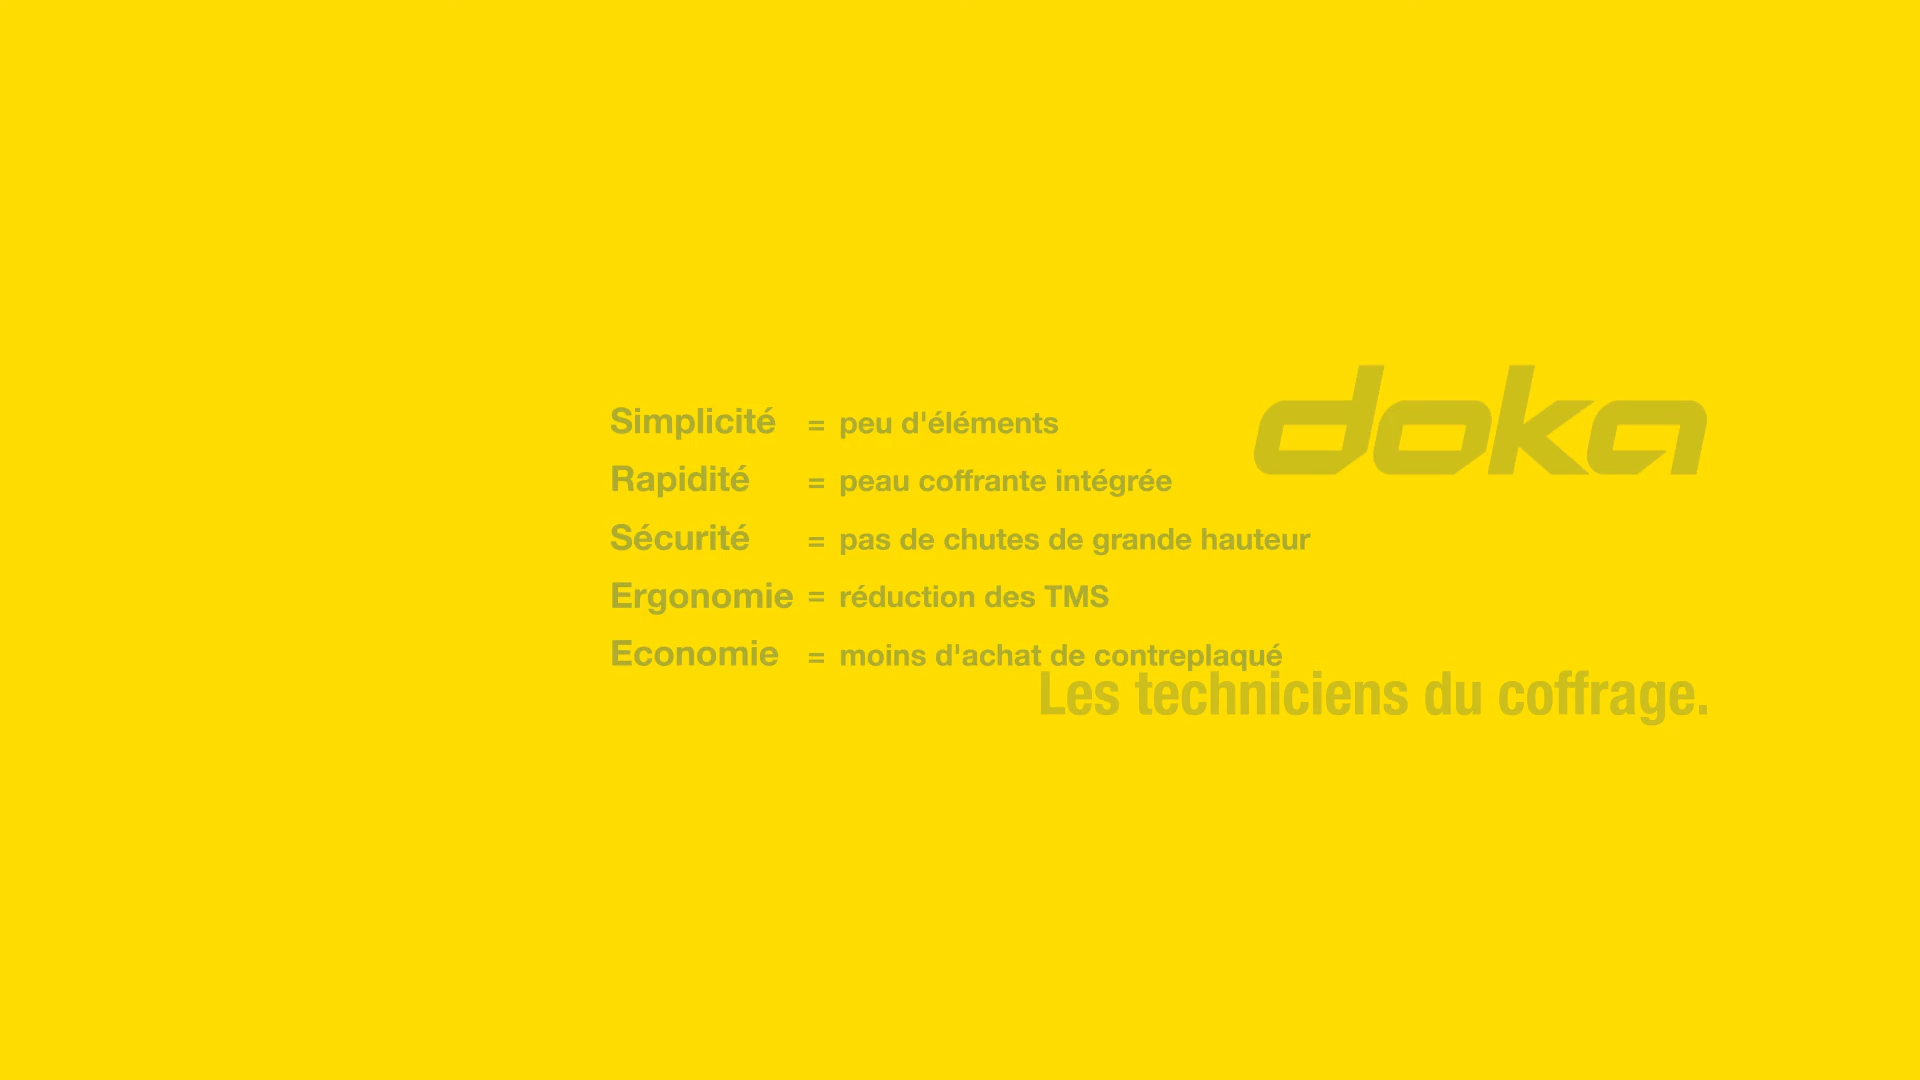 Simplicité = peu d'éléments
Rapidité = peau coffrante intégrée
Sécurité = pas de chutes de grande hauteur
Ergonomie = réduction des TMS
Economie = moins d'achat de contreplaqué
doka
Les techniciens du coffrage.